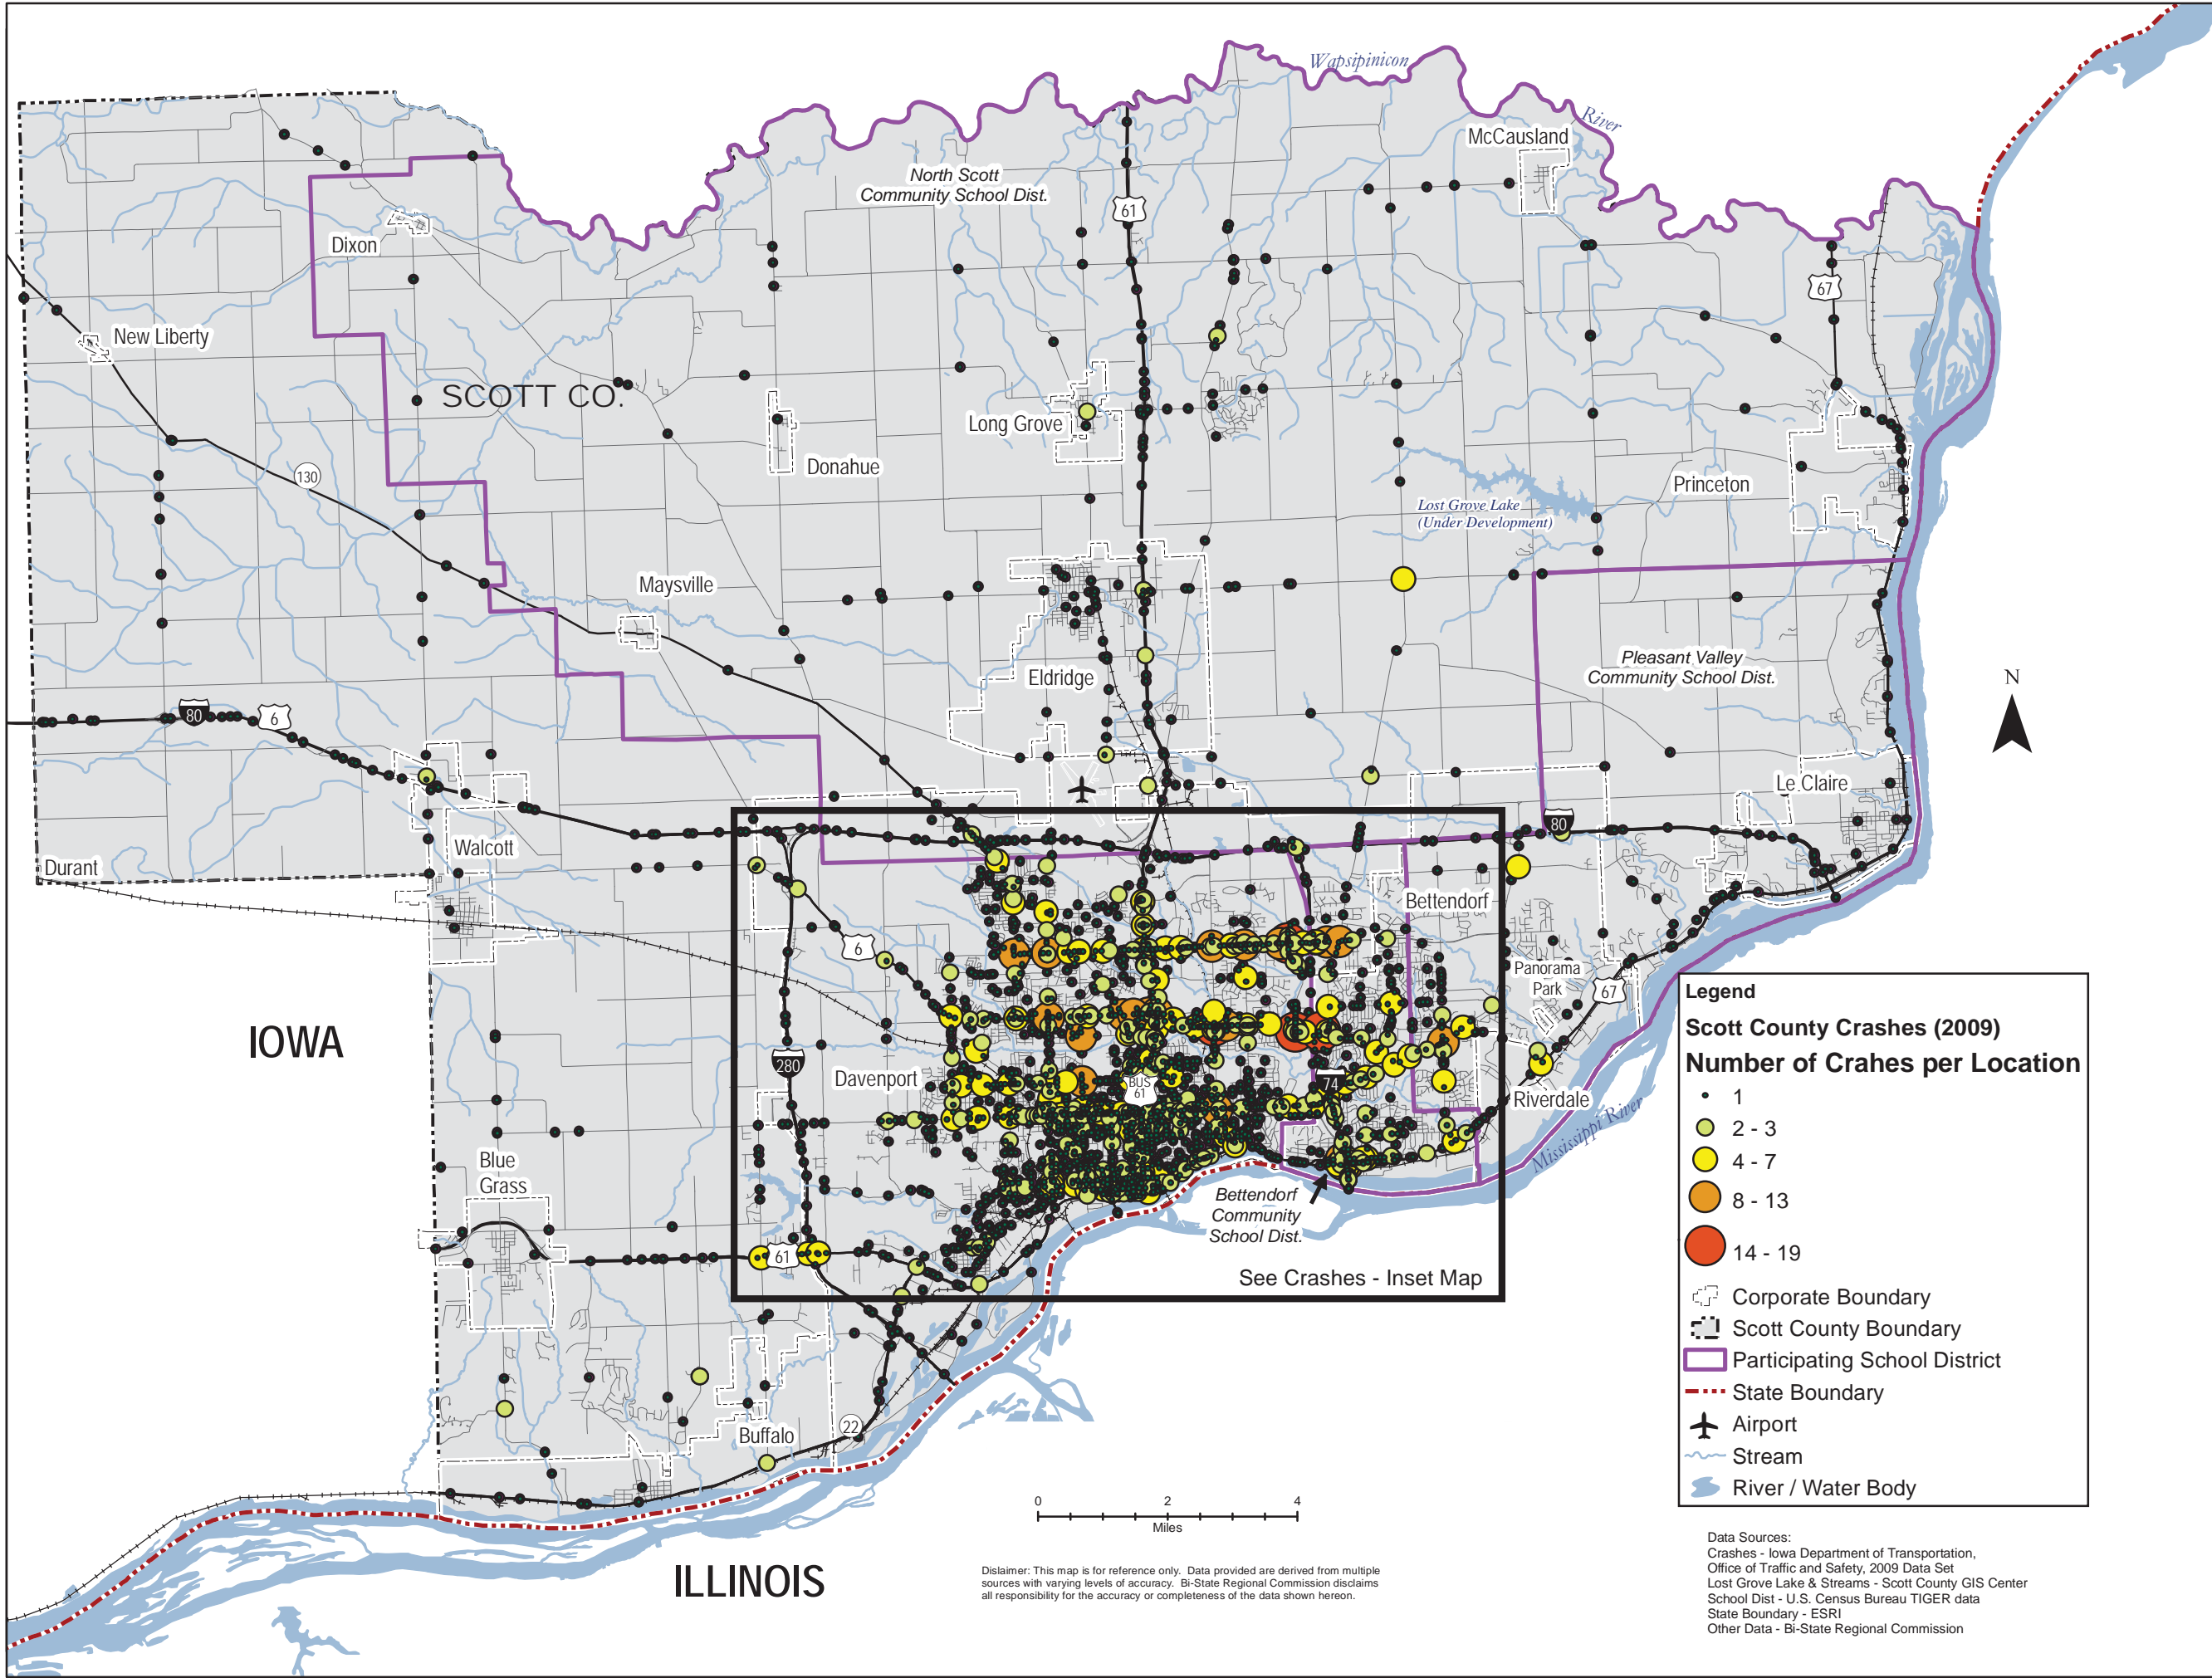 Wapsipinicon
River
McCausland
North Scott
Community School Dist.
61
Dixon
67
New Liberty
SCOTT CO.
Long Grove
Donahue
130
Princeton
Lost Grove Lake
(Under Development)
Maysville
Pleasant Valley
Community School Dist.
Eldridge
N
80
6
Le Claire
80
Walcott
Durant
Bettendorf
6
Panorama
Park
67
IOWA
280
Davenport
BUS
61
74
Riverdale
Mississippi River
Blue
Grass
Bettendorf
Community
School Dist.
61
See Crashes - Inset Map
Buffalo
22
ILLINOIS
0 2 4
Miles
Legend
Scott County Crashes (2009)
Number of Crahes per Location
1
2 - 3
4 - 7
8 - 13
14 - 19
Corporate Boundary
Scott County Boundary
Participating School District
State Boundary
Airport
Stream
River / Water Body
Dislaimer: This map is for reference only. Data provided are derived from multiple
sources with varying levels of accuracy. Bi-State Regional Commission disclaims
all responsibility for the accuracy or completeness of the data shown hereon.
Data Sources:
Crashes - Iowa Department of Transportation,
Office of Traffic and Safety, 2009 Data Set
Lost Grove Lake & Streams - Scott County GIS Center
School Dist - U.S. Census Bureau TIGER data
State Boundary - ESRI
Other Data - Bi-State Regional Commission